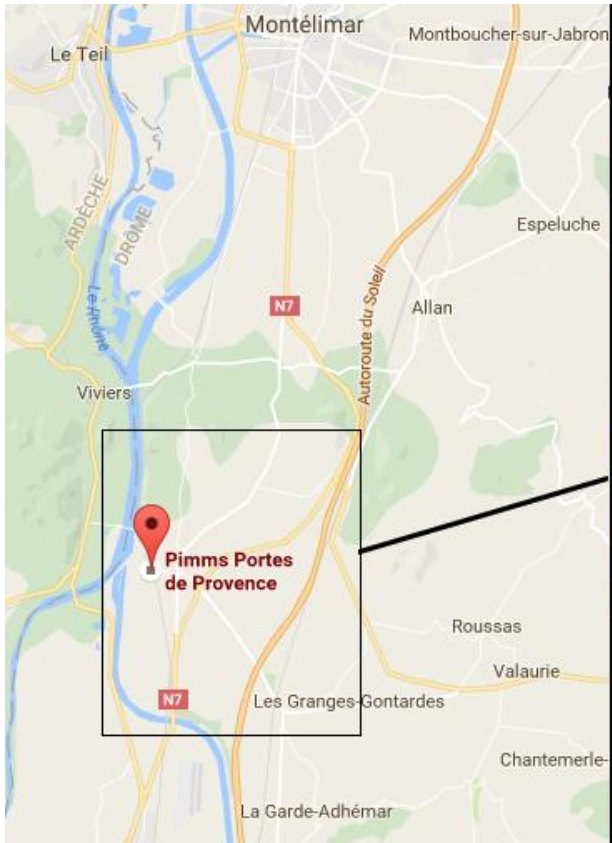 Montélimar
Montboucher-sur-Jabron
Le Teil
ARDÈCHE
DRÔME
Espeluche
Le Rhône
Autoroute du Soleil
N7
Allan
Viviers
Pimms Portes
de Provence
Roussas
Valaurie
N7
Les Granges-Gontardes
Chantemerle-
La Garde-Adhémar